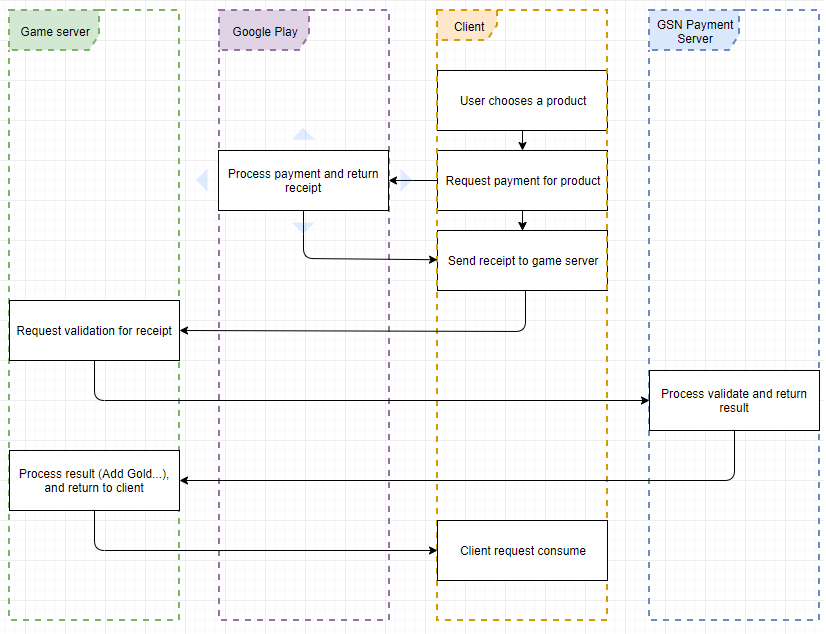 Game server
Google Play
Client
GSN Payment
Server
User chooses a product
Process payment and return
receipt
Request payment for product
Send receipt to game server
Request validation for receipt
Process validate and return
result
Process result (Add Gold...),
and return to client
Client request consume